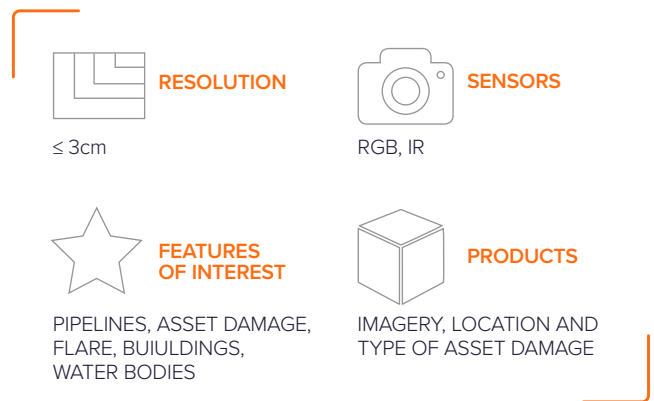 RESOLUTION
≤ 3cm
SENSORS
RGB, IR
FEATURES
OF INTEREST
PIPELINES, ASSET DAMAGE,
FLARE, BUIULDINGS,
WATER BODIES
PRODUCTS
IMAGERY, LOCATION AND
TYPE OF ASSET DAMAGE